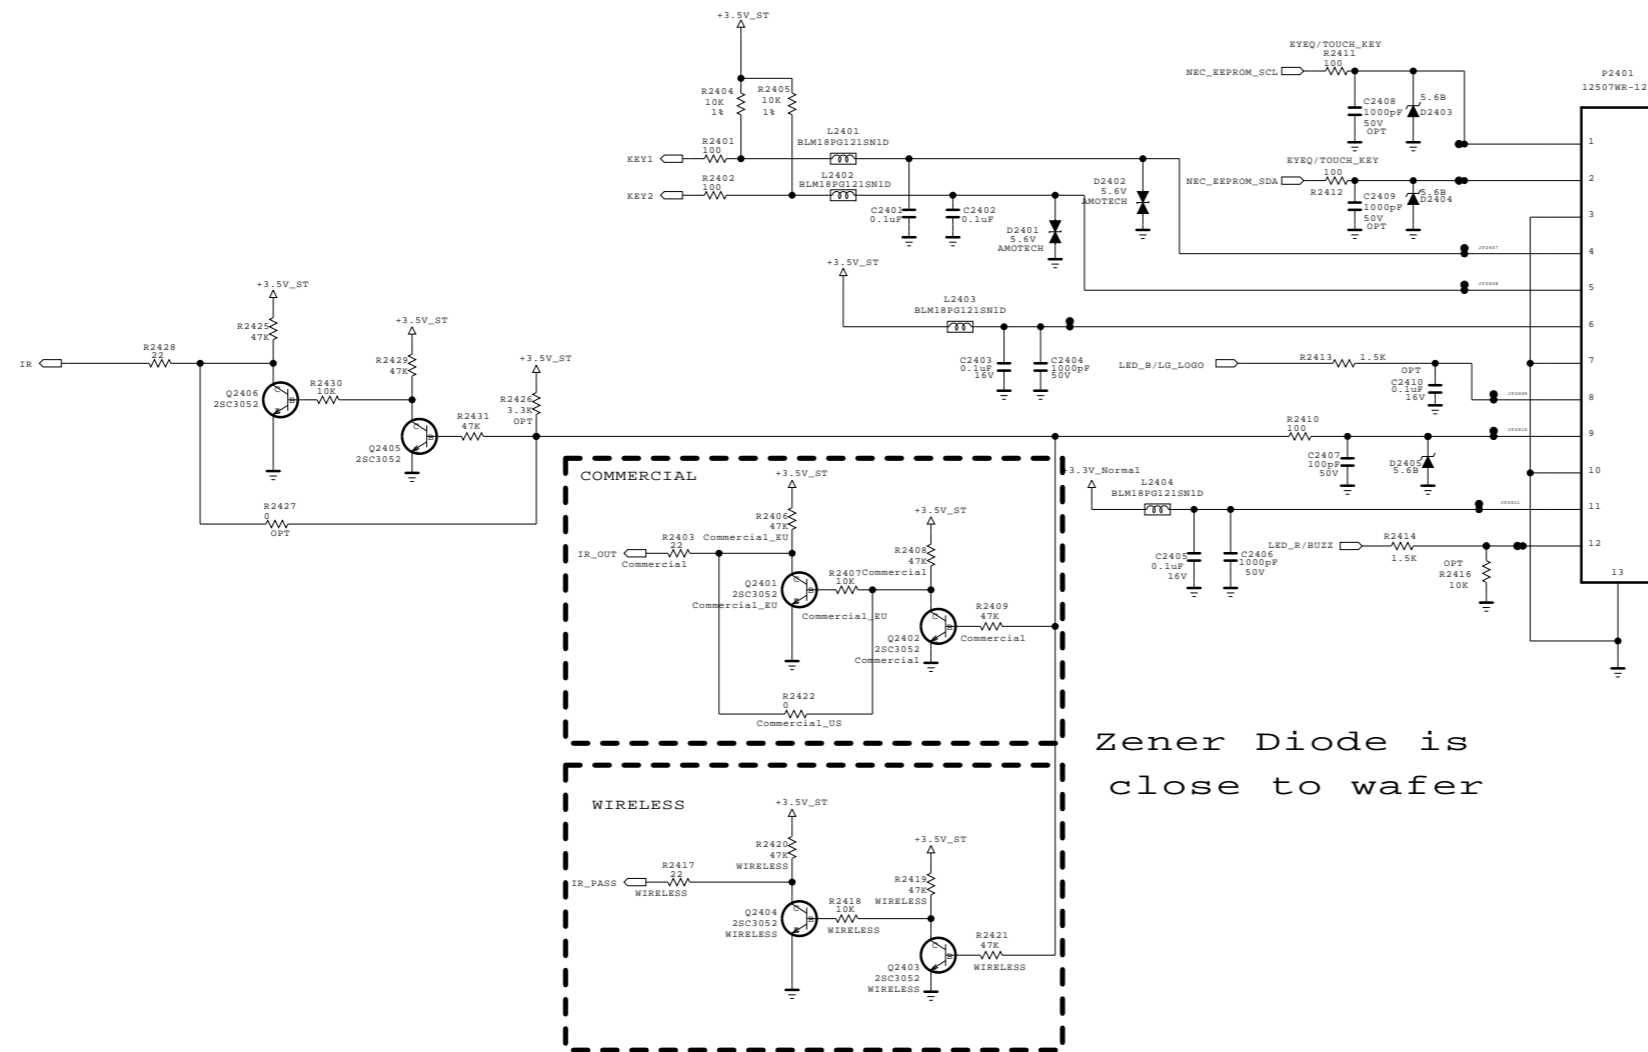 +3.5V_ST
R2404
10K
1%
R2405
10K
1%
L2401
BLM18PG121SN1D
R2401
100
KEY1
L2402
BLM18PG121SN1D
R2402
100
KEY2
C2401
0.1uF
C2402
0.1uF
D2402
5.6V
AMOTECH
D2401
5.6V
AMOTECH
EYEQ/TOUCH_KEY
R2411
100
NEC_EEPROM_SCL
C2408
1000pF
50V
OPT
5.6B
D2403
EYEQ/TOUCH_KEY
100
NEC_EEPROM_SDA
R2412
C2409
1000pF
50V
OPT
5.6B
D2404
P2401
12507WR-12
1
2
3
4
5
6
7
8
9
10
11
12
13
JP2407
JP2408
JP2409
JP2410
JP2411
+3.5V_ST
L2403
BLM18PG121SN1D
C2403
0.1uF
16V
C2404
1000pF
50V
LED_B/LG_LOGO
R2413
1.5K
OPT
C2410
0.1uF
16V
R2410
100
C2407
100pF
50V
D2405
5.6B
+3.3V_Normal
L2404
BLM18PG121SN1D
C2405
0.1uF
16V
C2406
1000pF
50V
LED_R/BUZZ
R2414
1.5K
OPT
R2416
10K
+3.5V_ST
R2425
47K
+3.5V_ST
R2429
47K
+3.5V_ST
R2426
3.3K
OPT
IR
R2428
22
Q2406
2SC3052
C
B
E
R2430
10K
R2431
47K
Q2405
2SC3052
C
B
E
R2427
0
OPT
COMMERCIAL
+3.5V_ST
R2406
47K
Commercial_EU
+3.5V_ST
R2408
47K
Commercial
R2403
22
IR_OUT
Commercial
Q2401
2SC3052
Commercial_EU
C
B
E
R2407
10K
Commercial_EU
R2409
47K
Commercial
Q2402
2SC3052
Commercial
C
B
E
R2422
0
Commercial_US
Zener Diode is
close to wafer
WIRELESS
+3.5V_ST
R2420
47K
WIRELESS
+3.5V_ST
R2419
47K
WIRELESS
R2417
22
IR_PASS
WIRELESS
Q2404
2SC3052
WIRELESS
C
B
E
R2418
10K
WIRELESS
R2421
47K
WIRELESS
Q2403
2SC3052
WIRELESS
C
B
E